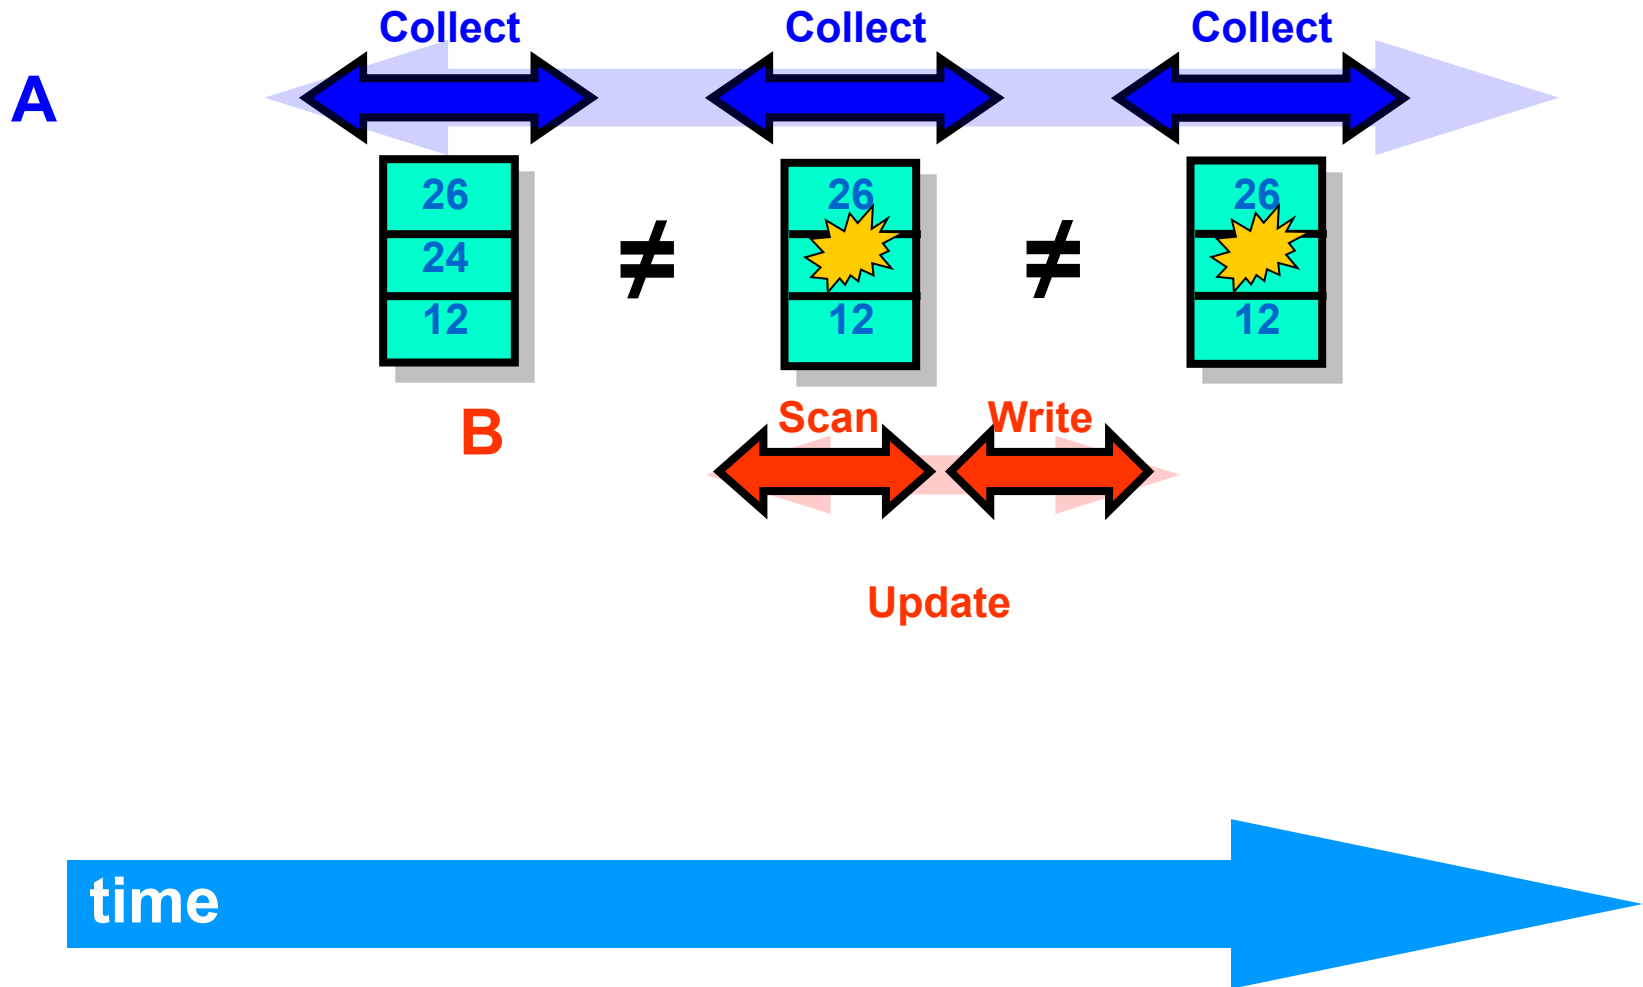 Collect Collect Collect
A
26 26 26
≠ ≠
24
12 12 12
B Scan Write
Update
time